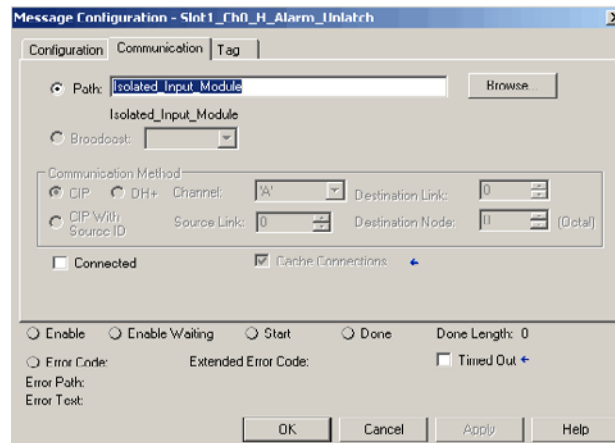 Message Configuration - Slot1_Ch0_H_Alarm_Unlatch
Configuration Communication Tag
Path: Isolated_Input_Module Browse...
Isolated_Input_Module
Broadcast:
Communication Method
CIP DH+ Channel: 'A' Destination Link: 0
CIP With Source ID Source Link: 0 Destination Node: 0 (Octal)
Connected Cache Connections
Enable Enable Waiting Start Done Done Length: 0
Error Code: Extended Error Code: Timed Out
Error Path:
Error Text:
OK Cancel Apply Help